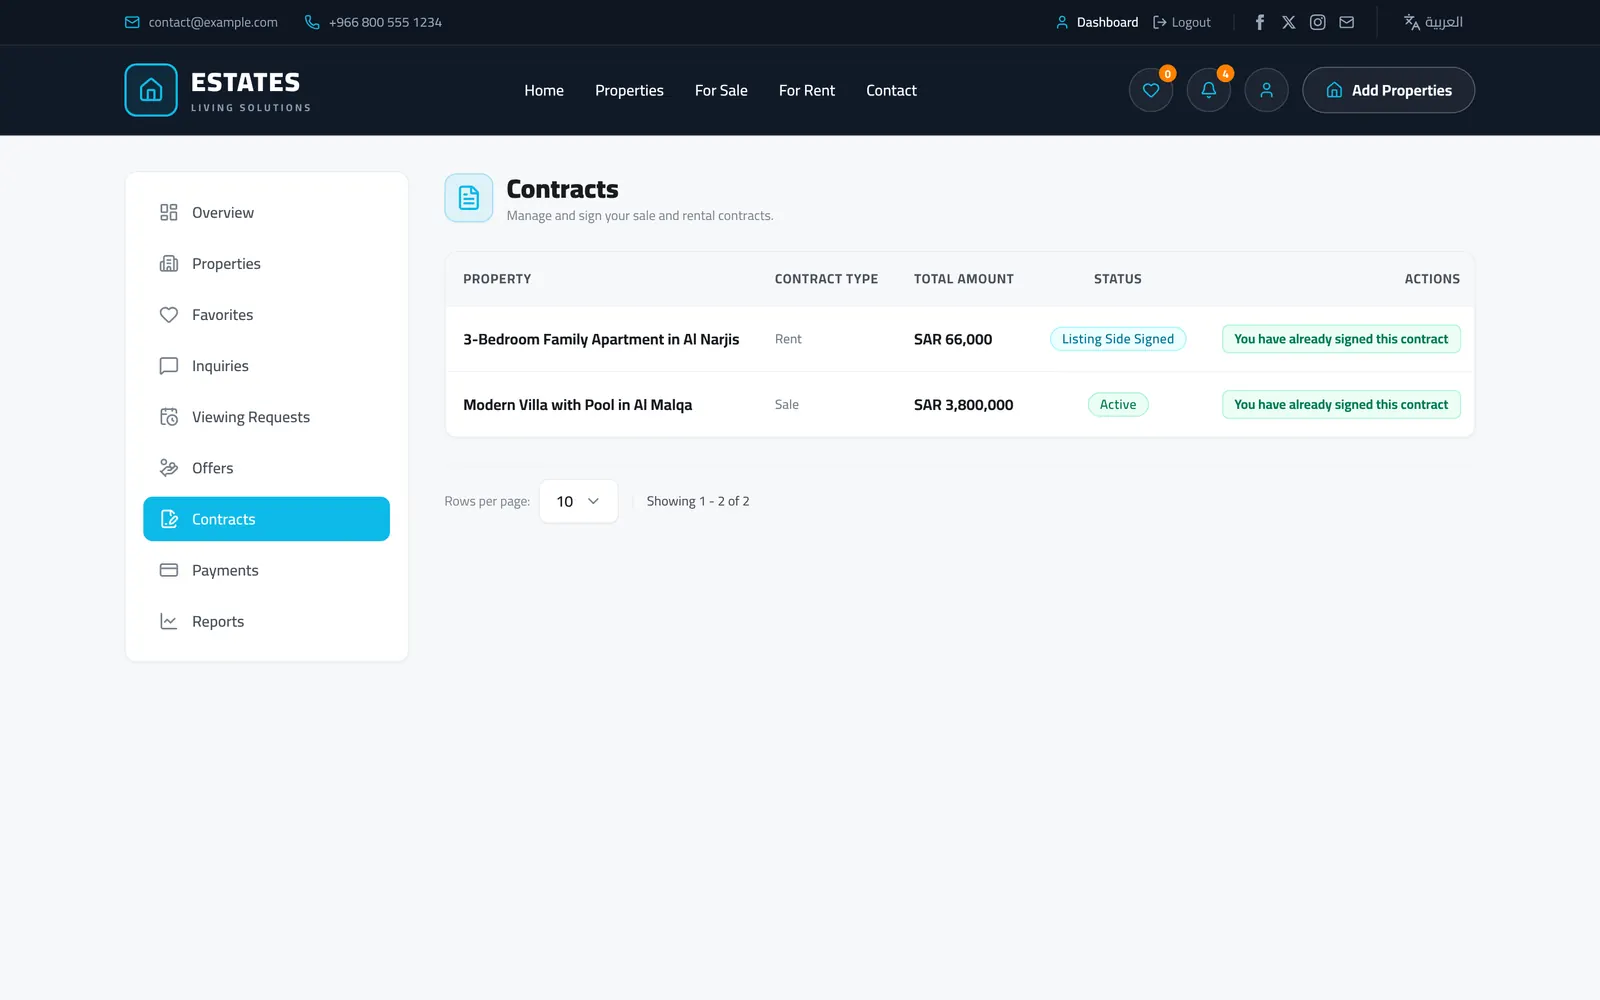 contact@example.com
+966 800 555 1234
Dashboard
Logout
العربية
ESTATES
LIVING SOLUTIONS
Home
Properties
For Sale
For Rent
Contact
0
4
Add Properties
Overview
Properties
Favorites
Inquiries
Viewing Requests
Offers
Contracts
Payments
Reports
Contracts
Manage and sign your sale and rental contracts.
PROPERTY CONTRACT TYPE TOTAL AMOUNT STATUS ACTIONS
3-Bedroom Family Apartment in Al Narjis Rent SAR 66,000 Listing Side Signed You have already signed this contract
Modern Villa with Pool in Al Malqa Sale SAR 3,800,000 Active You have already signed this contract
Rows per page: 10 Showing 1 - 2 of 2